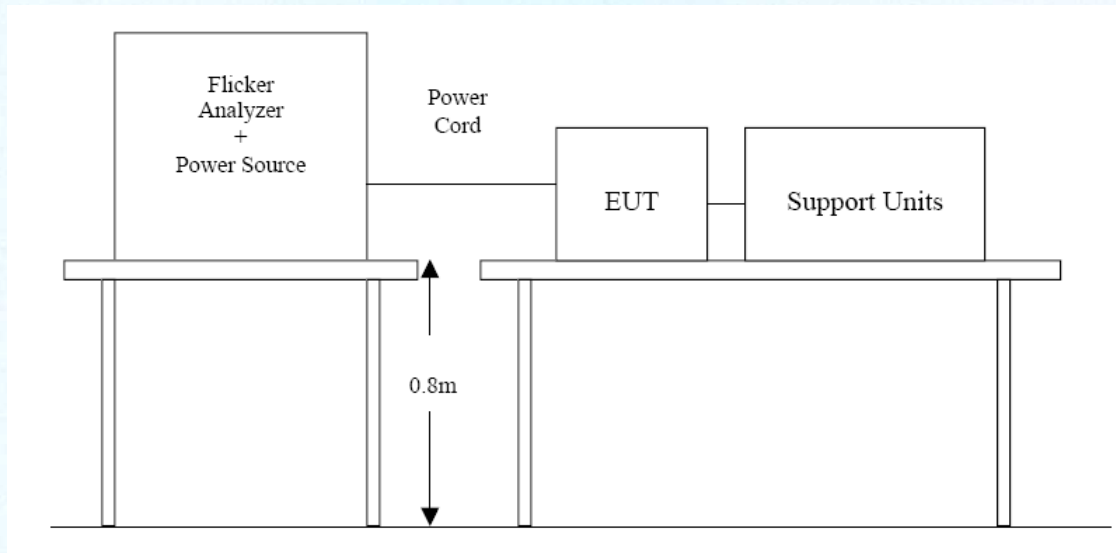 Flicker
Analyzer
+
Power Source
Power
Cord
EUT
Support Units
0.8m